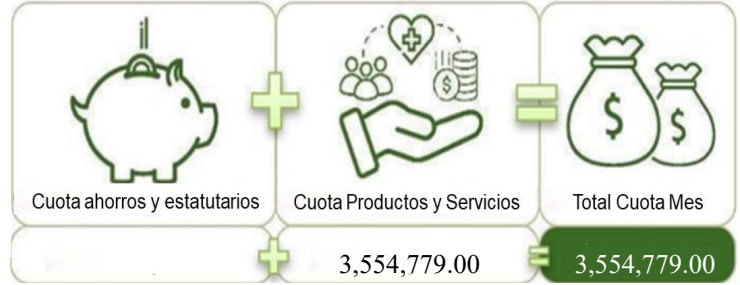 Cuota ahorros y estatutarios
Cuota Productos y Servicios
Total Cuota Mes
3,554,779.00
3,554,779.00